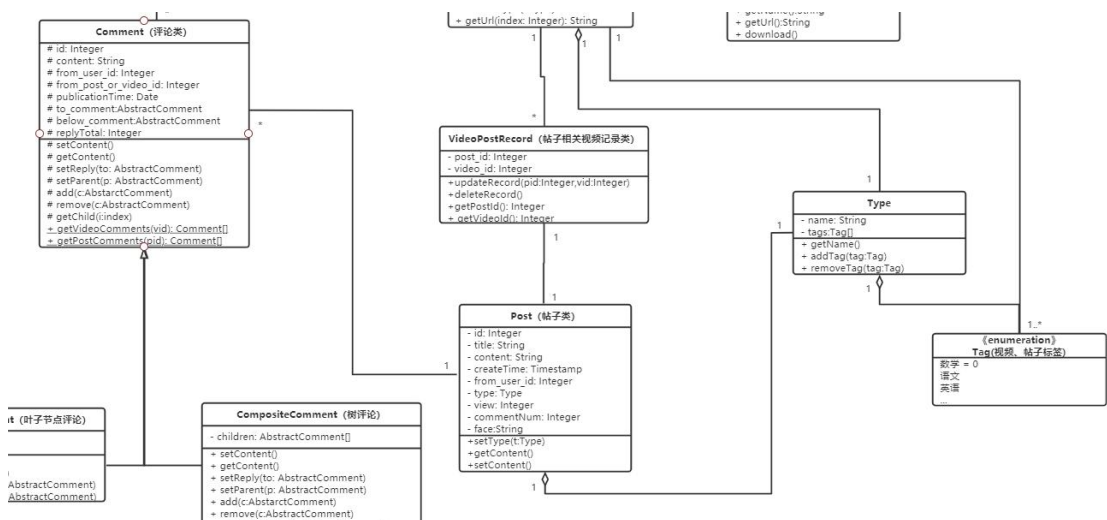 + getUrl(index: Integer): String
+ getUrl():String
+ download()
*
Comment (评论类)
# id: Integer
# content: String
# from_user_id: Integer
# from_post_or_video_id: Integer
# publicationTime: Date
# to_comment:AbstractComment
# below_comment:AbstractComment
# replyTotal: Integer
# setContent()
# getContent()
# setReply(to: AbstractComment)
# setParent(p: AbstractComment)
# add(c:AbstarctComment)
# remove(c:AbstractComment)
# getChild(i:index)
+ getVideoComments(vid): Comment[]
+ getPostComments(pid): Comment[]
*
1
1
1
1
*
VideoPostRecord (帖子相关视频记录类)
- post_id: Integer
- video_id: Integer
+updateRecord(pid:Integer,vid:Integer)
+deleteRecord()
+getPostId(): Integer
+ getVideoId(): Integer
1
1
1
1
Type
- name: String
- tags:Tag[]
+ getName()
+ addTag(tag:Tag)
+ removeTag(tag:Tag)
1
1..*
《enumeration》
Tag(视频、帖子标签)
数学 = 0
语文
英语
...
Post (帖子类)
- id: Integer
- title: String
- content: String
- createTime: Timestamp
- from_user_id: Integer
- type: Type
- view: Integer
- commentNum: Integer
- face:String
+setType(t:Type)
+getContent()
+setContent()
1
1
nt (叶子节点评论)
AbstractComment)
AbstractComment)
CompositeComment (树评论)
- children: AbstractComment[]
+ setContent()
+ getContent()
+ setReply(to: AbstractComment)
+ setParent(p: AbstractComment)
+ add(c:AbstarctComment)
+ remove(c:AbstractComment)